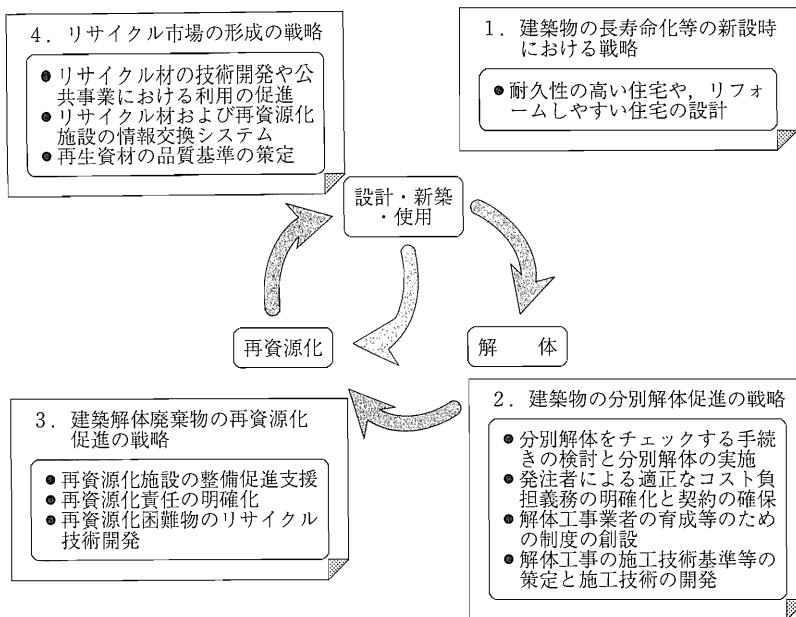 4．リサイクル市場の形成の戦略
●リサイクル材の技術開発や公
共事業における利用の促進
●リサイクル材および再資源化
施設の情報交換システム
●再生資材の品質基準の策定
1．建築物の長寿命化等の新設時
における戦略
●耐久性の高い住宅や，リフォ
ームしやすい住宅の設計
設計・新築
・使用
再資源化
解　体
3．建築解体廃棄物の再資源化
促進の戦略
●再資源化施設の整備促進支援
●再資源化責任の明確化
●再資源化困難物のリサイクル
技術開発
2．建築物の分別解体促進の戦略
●分別解体をチェックする手続
きの検討と分別解体の実施
●発注者による適正なコスト負
担義務の明確化と契約の確保
●解体工事業者の育成等のため
の制度の創設
●解体工事の施工技術基準等の
策定と施工技術の開発